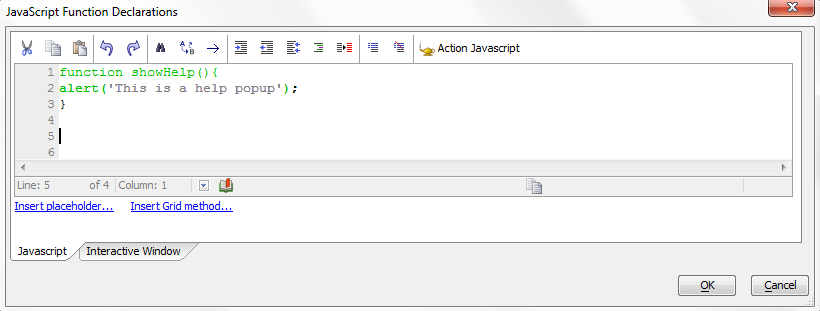 JavaScript Function Declarations
Action Javascript
1 function showHelp(){
2 alert('This is a help popup');
3 }
4
5
6
Line: 5 of 4 Column: 1
Insert placeholder... Insert Grid method...
Javascript Interactive Window
OK Cancel